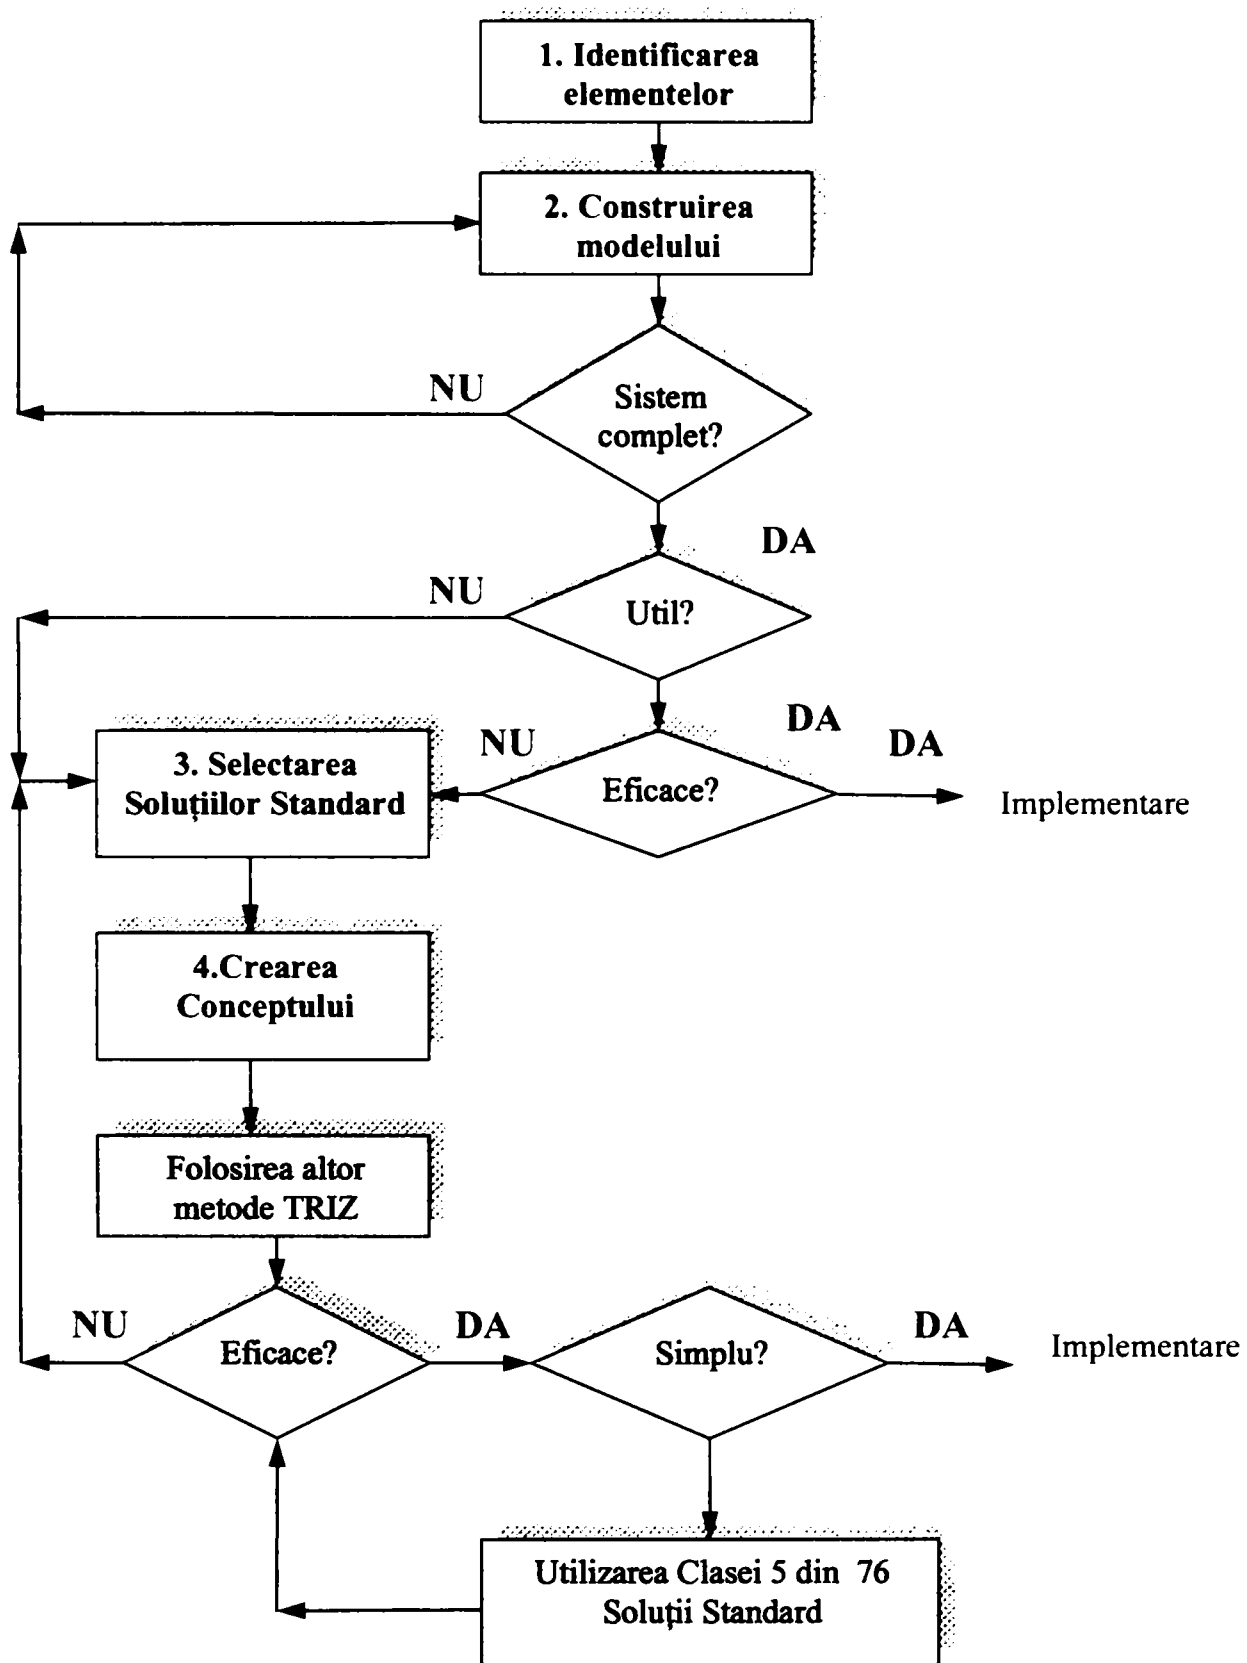 1. Identificarea
elementelor
2. Construirea
modelului
NU
Sistem
complet?
DA
NU
Util?
DA
NU
DA
3. Selectarea
Soluțiilor Standard
Eficace?
Implementare
4.Crearea
Conceptului
Folosirea altor
metode TRIZ
NU
Eficace?
DA
Simplu?
DA
Implementare
Utilizarea Clasei 5 din 76
Soluții Standard